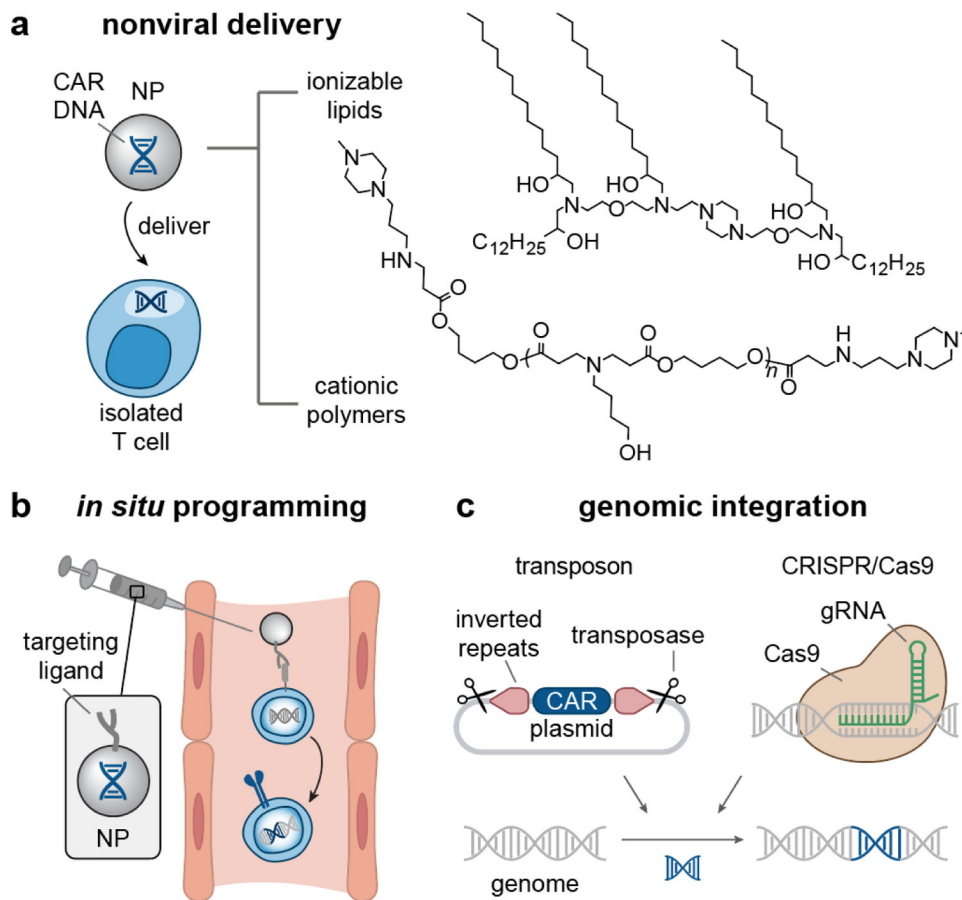 a nonviral delivery
CAR
DNA
NP
deliver
isolated
T cell
ionizable
lipids
cationic
polymers
HO
HO
HO
N
O
N
N
N
O
N
C12H25
OH
HO
C12H25
N
N
HN
O
O
O
O
N
O
O
O
n
O
H
N
N
N
OH
b in situ programming
targeting
ligand
NP
c genomic integration
transposon
inverted
repeats
transposase
CAR
plasmid
CRISPR/Cas9
gRNA
Cas9
genome